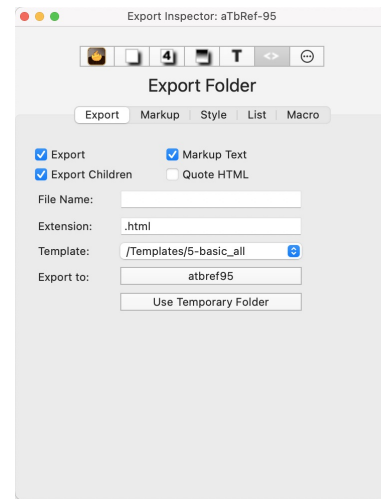 Export Inspector: aTbRef-95
4 T <> 
Export Folder
Export Markup Style List Macro
Export Markup Text
Export Children Quote HTML
File Name:
Extension: .html
Template: /Templates/5-basic_all
Export to: atbref95
Use Temporary Folder